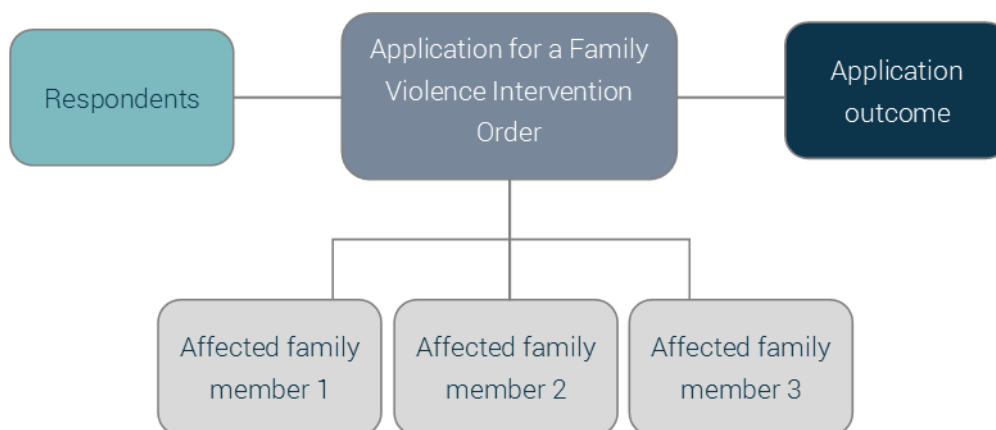 Respondents
Application for a Family
Violence Intervention
Order
Application
outcome
Affected family
member 1
Affected family
member 2
Affected family
member 3